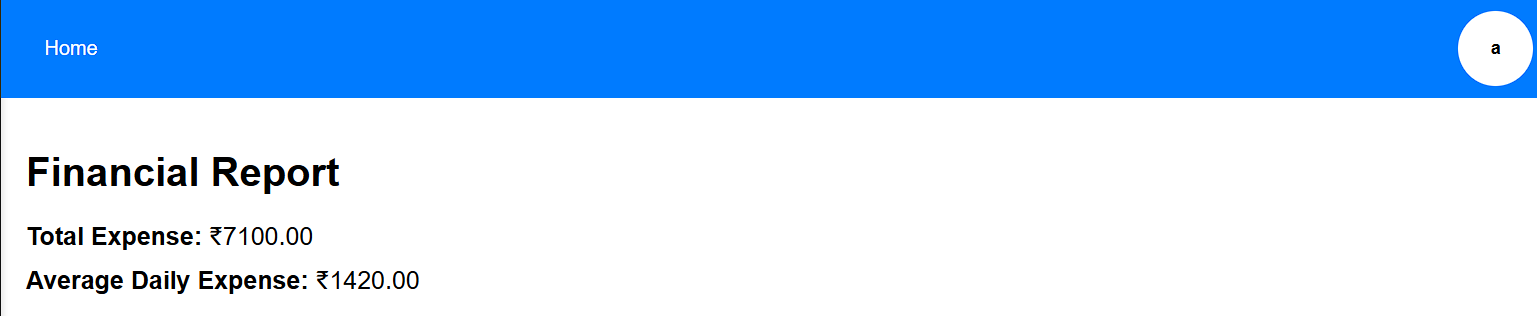 Home
a
Financial Report
Total Expense: ₹7100.00
Average Daily Expense: ₹1420.00